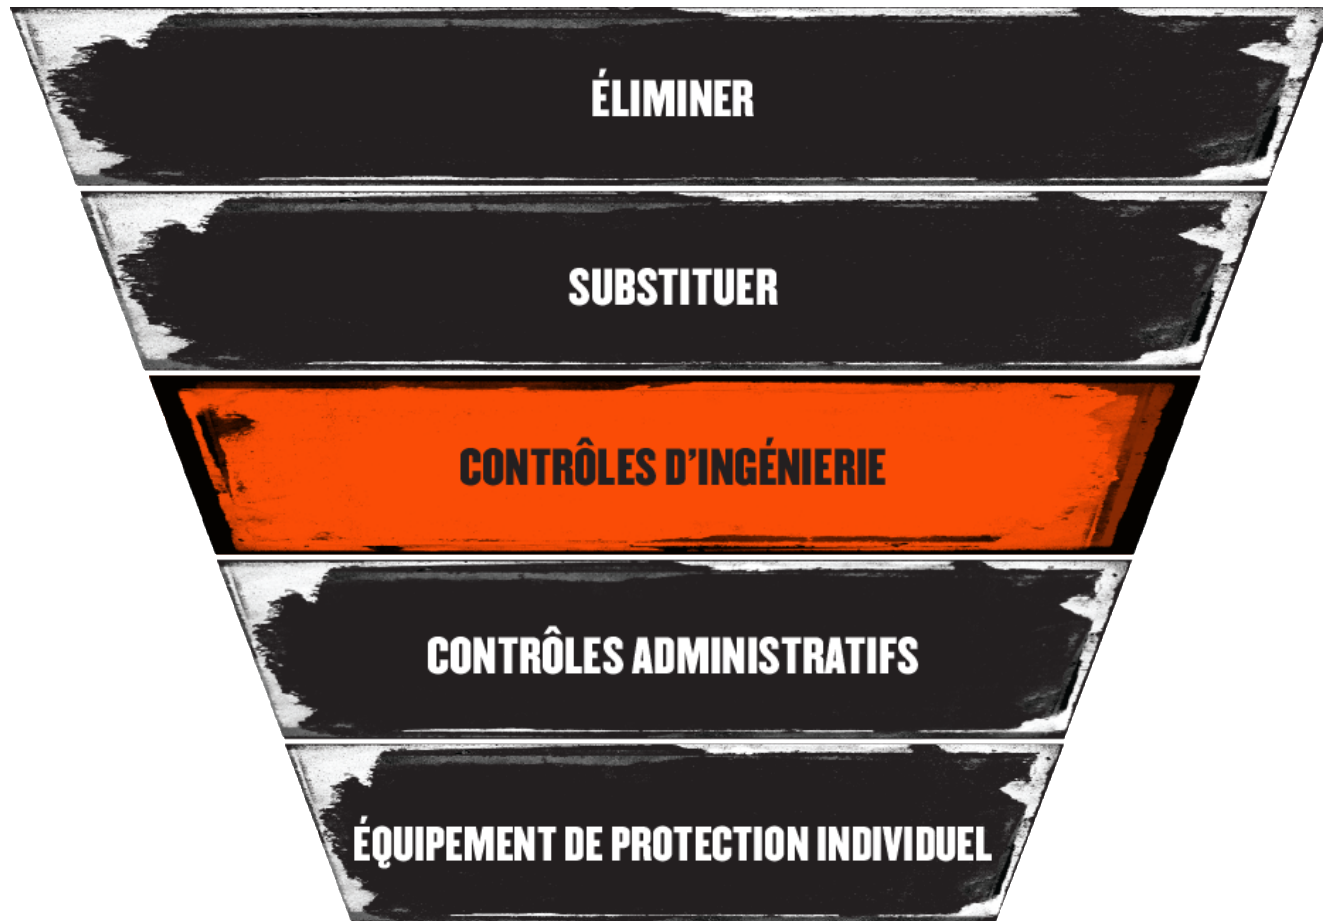 ÉLIMINER
SUBSTITUER
CONTRÔLES D’INGÉNIERIE
CONTRÔLES ADMINISTRATIFS
ÉQUIPEMENT DE PROTECTION INDIVIDUEL